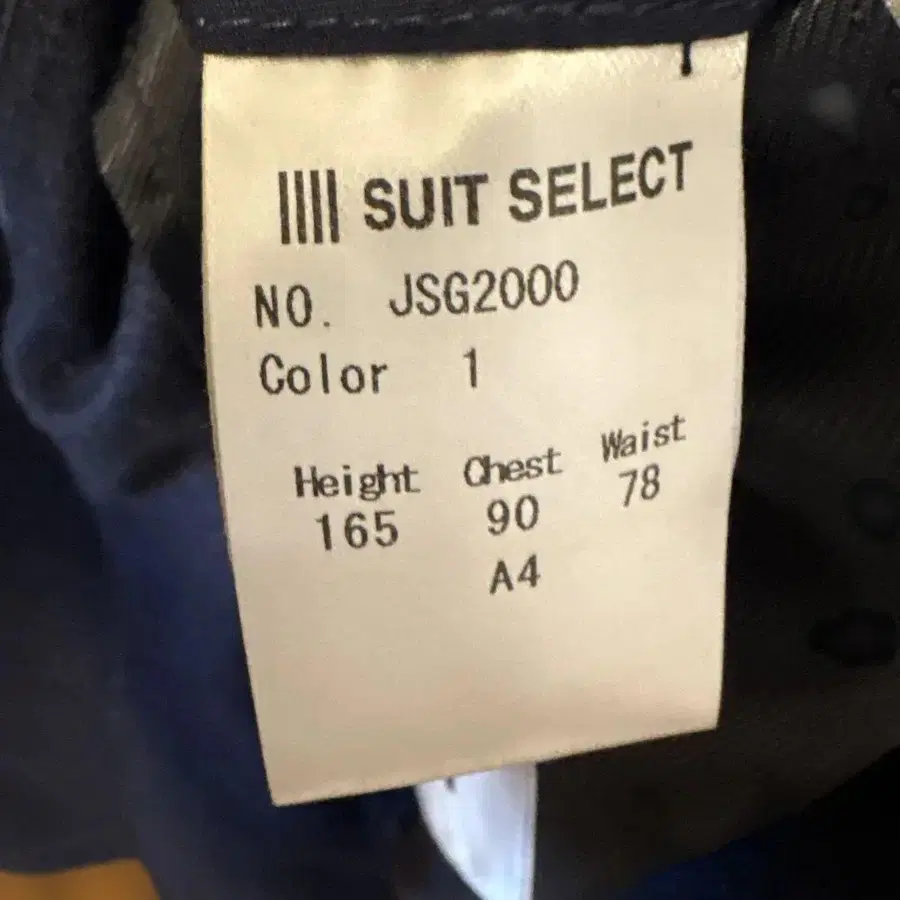 SUIT SELECT
NO. JSG2000
Color 1
Height Chest Waist
165 90 78
A4